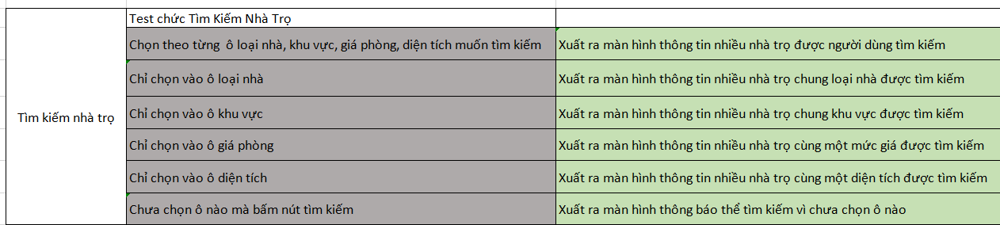 Test chức Tìm Kiếm Nhà Trọ
Tìm kiếm nhà trọ
Chọn theo từng ô loại nhà, khu vực, giá phòng, diện tích muốn tìm kiếm
Xuất ra màn hình thông tin nhiều nhà trọ được người dùng tìm kiếm
Chỉ chọn vào ô loại nhà
Xuất ra màn hình thông tin nhiều nhà trọ chung loại nhà được tìm kiếm
Chỉ chọn vào ô khu vực
Xuất ra màn hình thông tin nhiều nhà trọ chung khu vực được tìm kiếm
Chỉ chọn vào ô giá phòng
Xuất ra màn hình thông tin nhiều nhà trọ cùng một mức giá được tìm kiếm
Chỉ chọn vào ô diện tích
Xuất ra màn hình thông tin nhiều nhà trọ cùng một diện tích được tìm kiếm
Chưa chọn ô nào mà bấm nút tìm kiếm
Xuất ra màn hình thông báo thể tìm kiếm vì chưa chọn ô nào